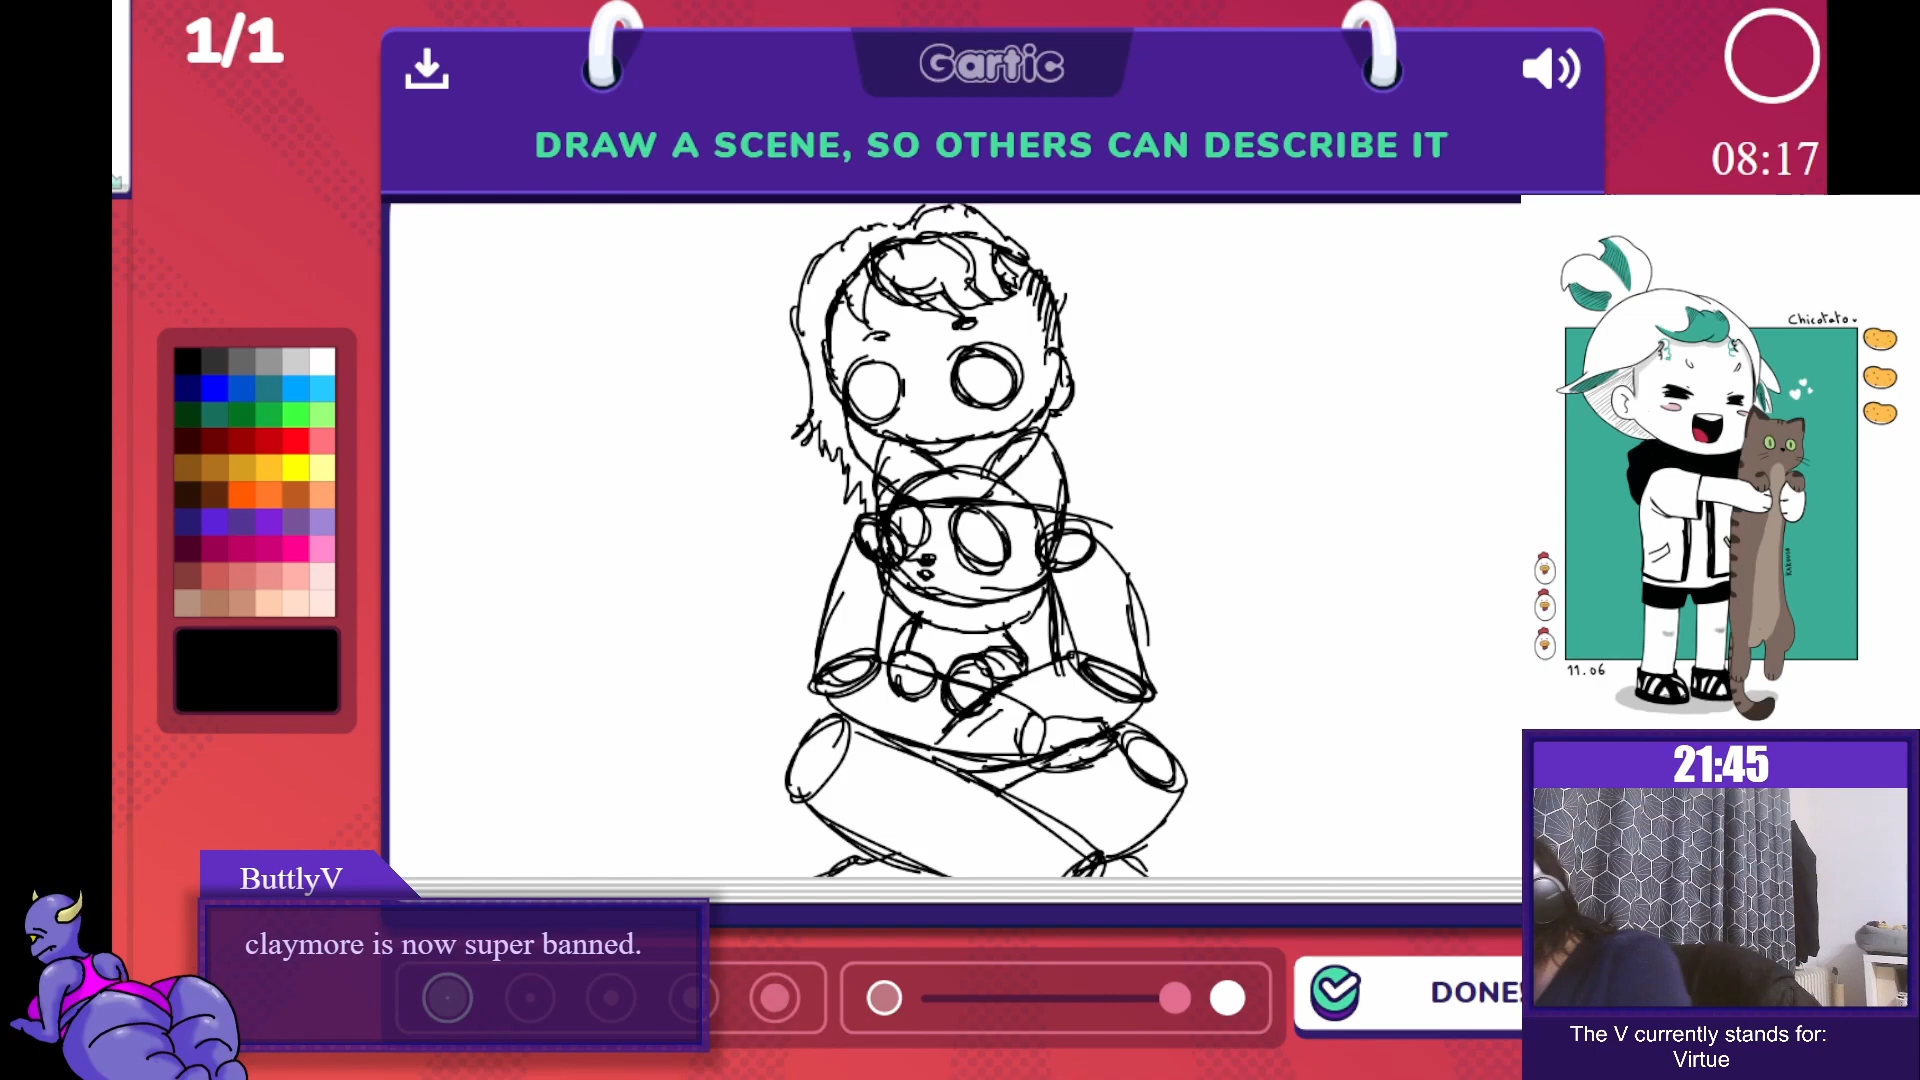 1/1
Gartic
DRAW A SCENE, SO OTHERS CAN DESCRIBE IT
08:17
Chicotato.
11.06
21:45
ButtlyV
claymore is now super banned.
DONE!
The V currently stands for:
Virtue